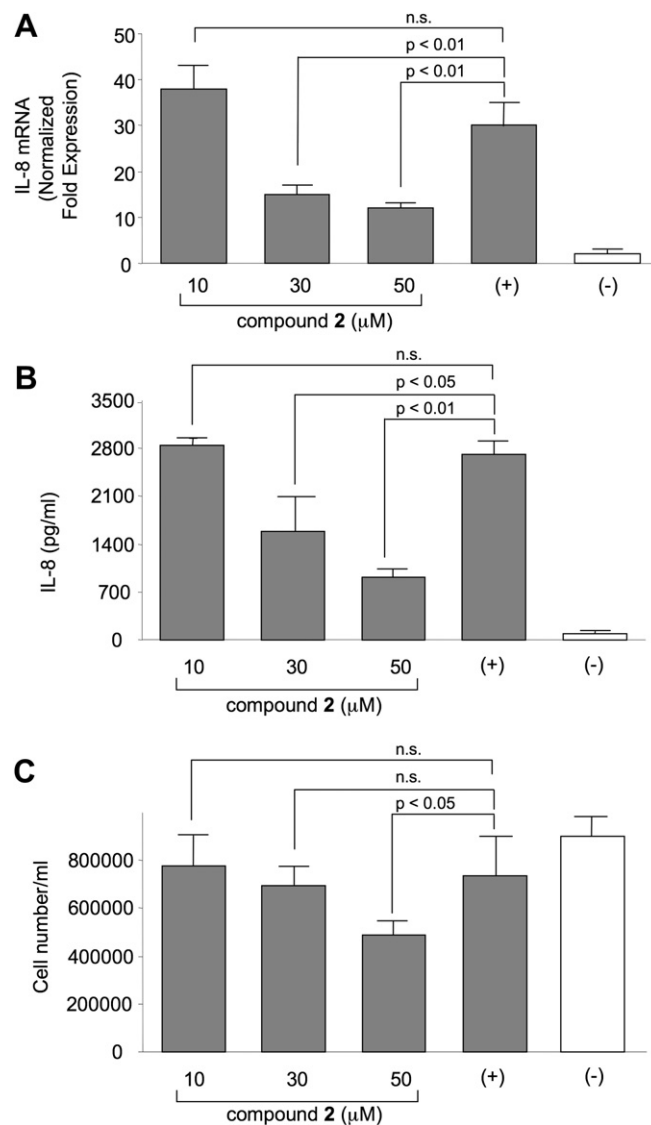 A
n.s.
p < 0.01
p < 0.01
IL-8 mRNA
(Normalized
Fold Expression)
50
40
30
20
10
0
10 30 50 (+) (-)
compound 2 (μM)
B
n.s.
p < 0.05
p < 0.01
IL-8 (pg/ml)
3500
2800
2100
1400
700
0
10 30 50 (+) (-)
compound 2 (μM)
C
n.s.
n.s.
p < 0.05
Cell number/ml
800000
600000
400000
200000
0
10 30 50 (+) (-)
compound 2 (μM)